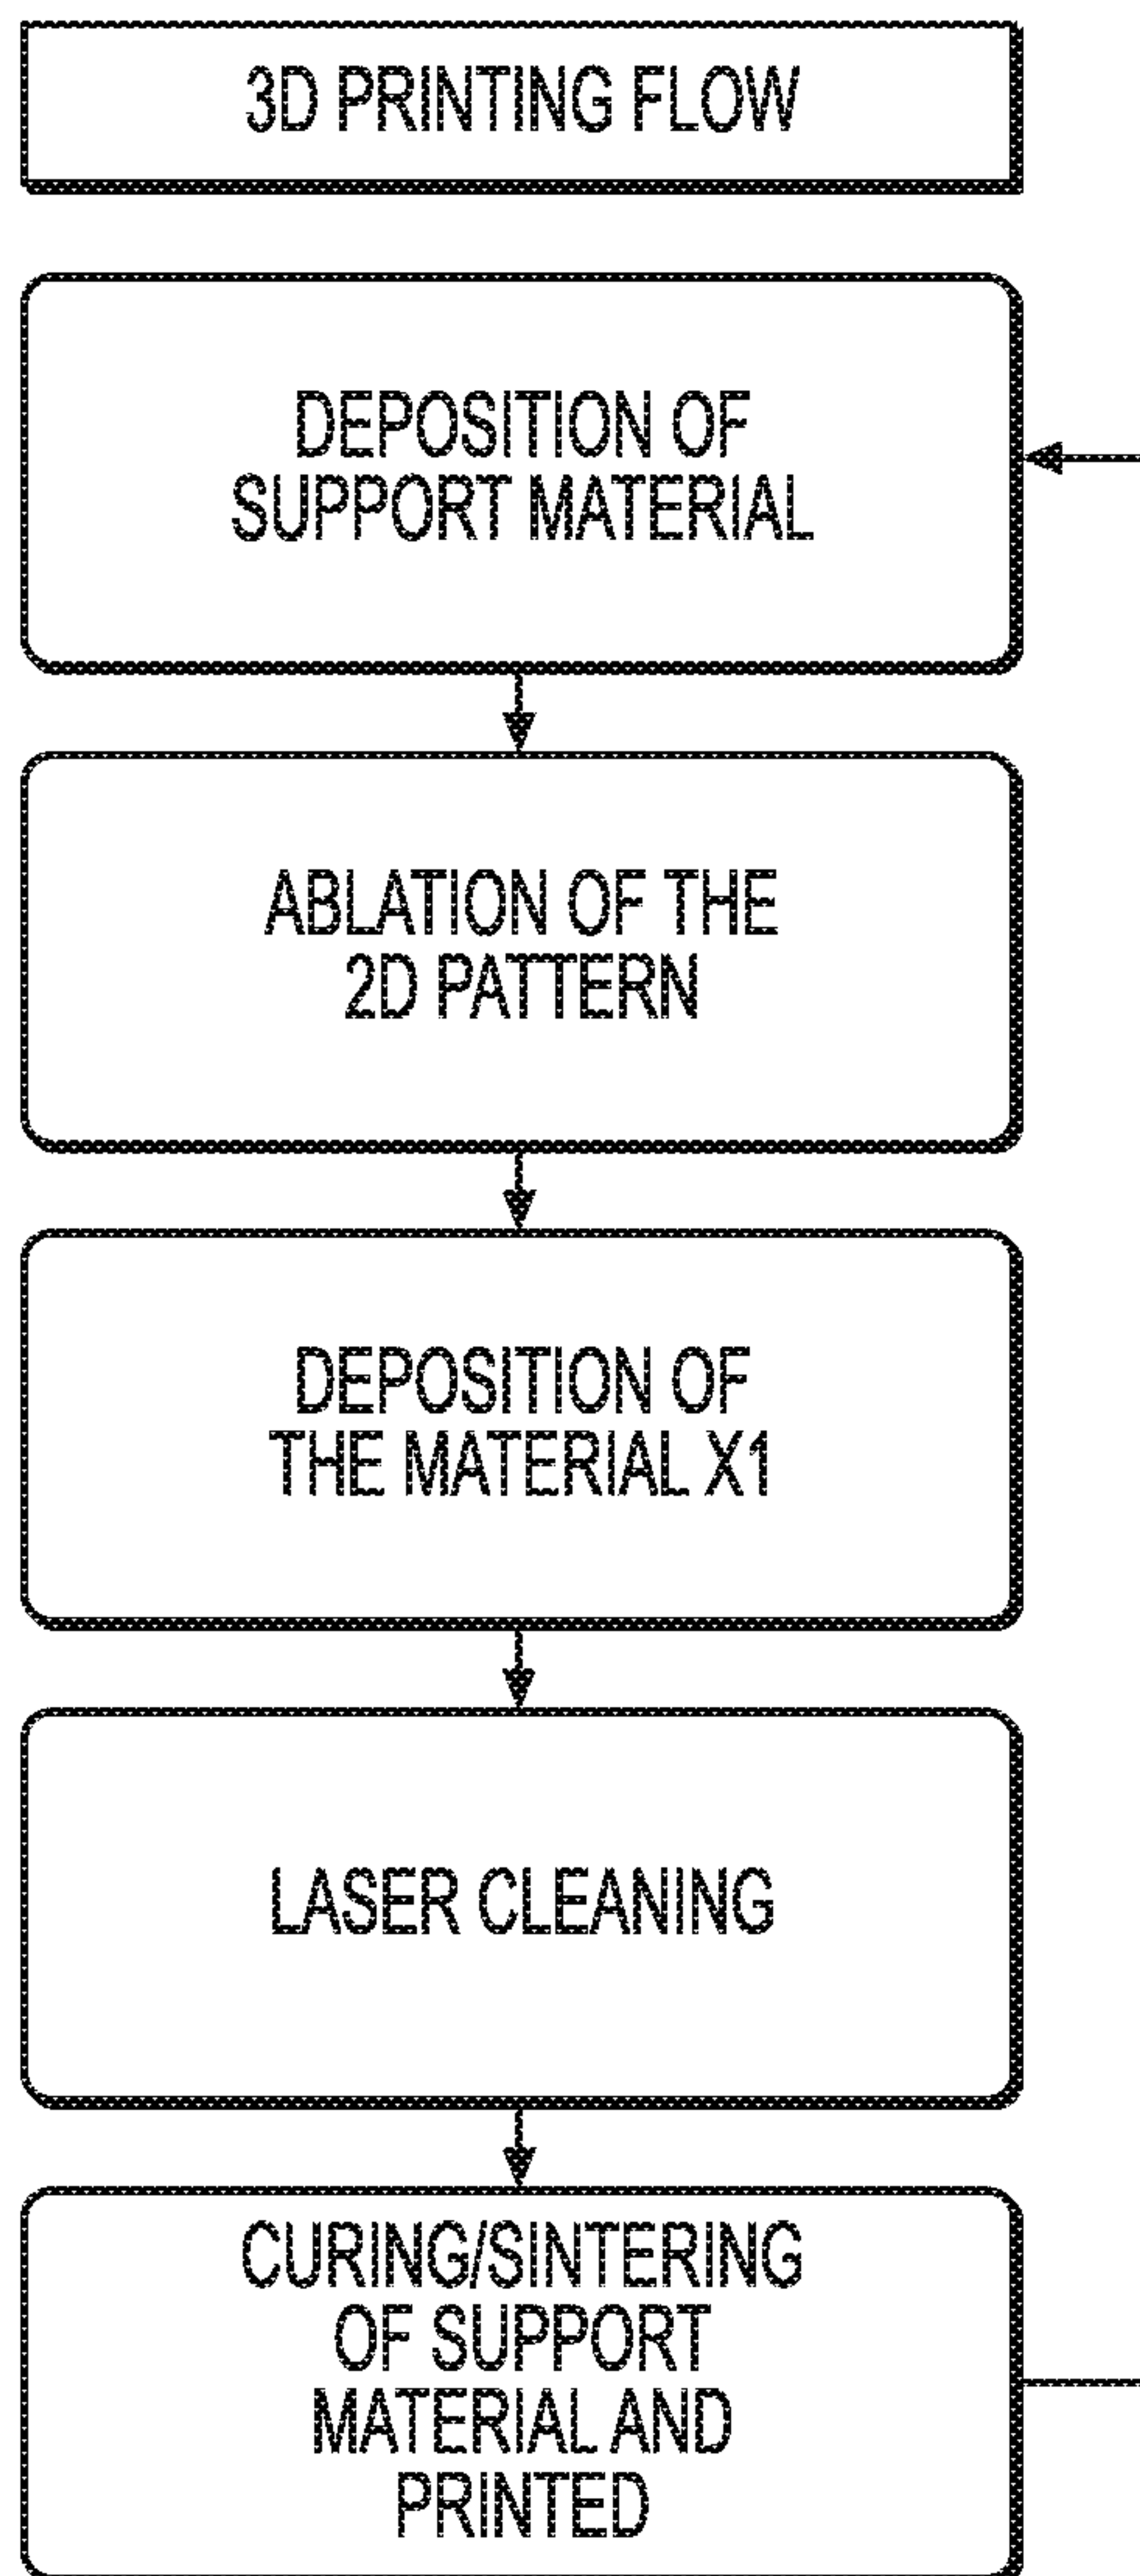 3D PRINTING FLOW
DEPOSITION OF
SUPPORT MATERIAL
ABLATION OF THE
2D PATTERN
DEPOSITION OF
THE MATERIAL X1
LASER CLEANING
CURING/SINTERING
OF SUPPORT
MATERIAL AND
PRINTED